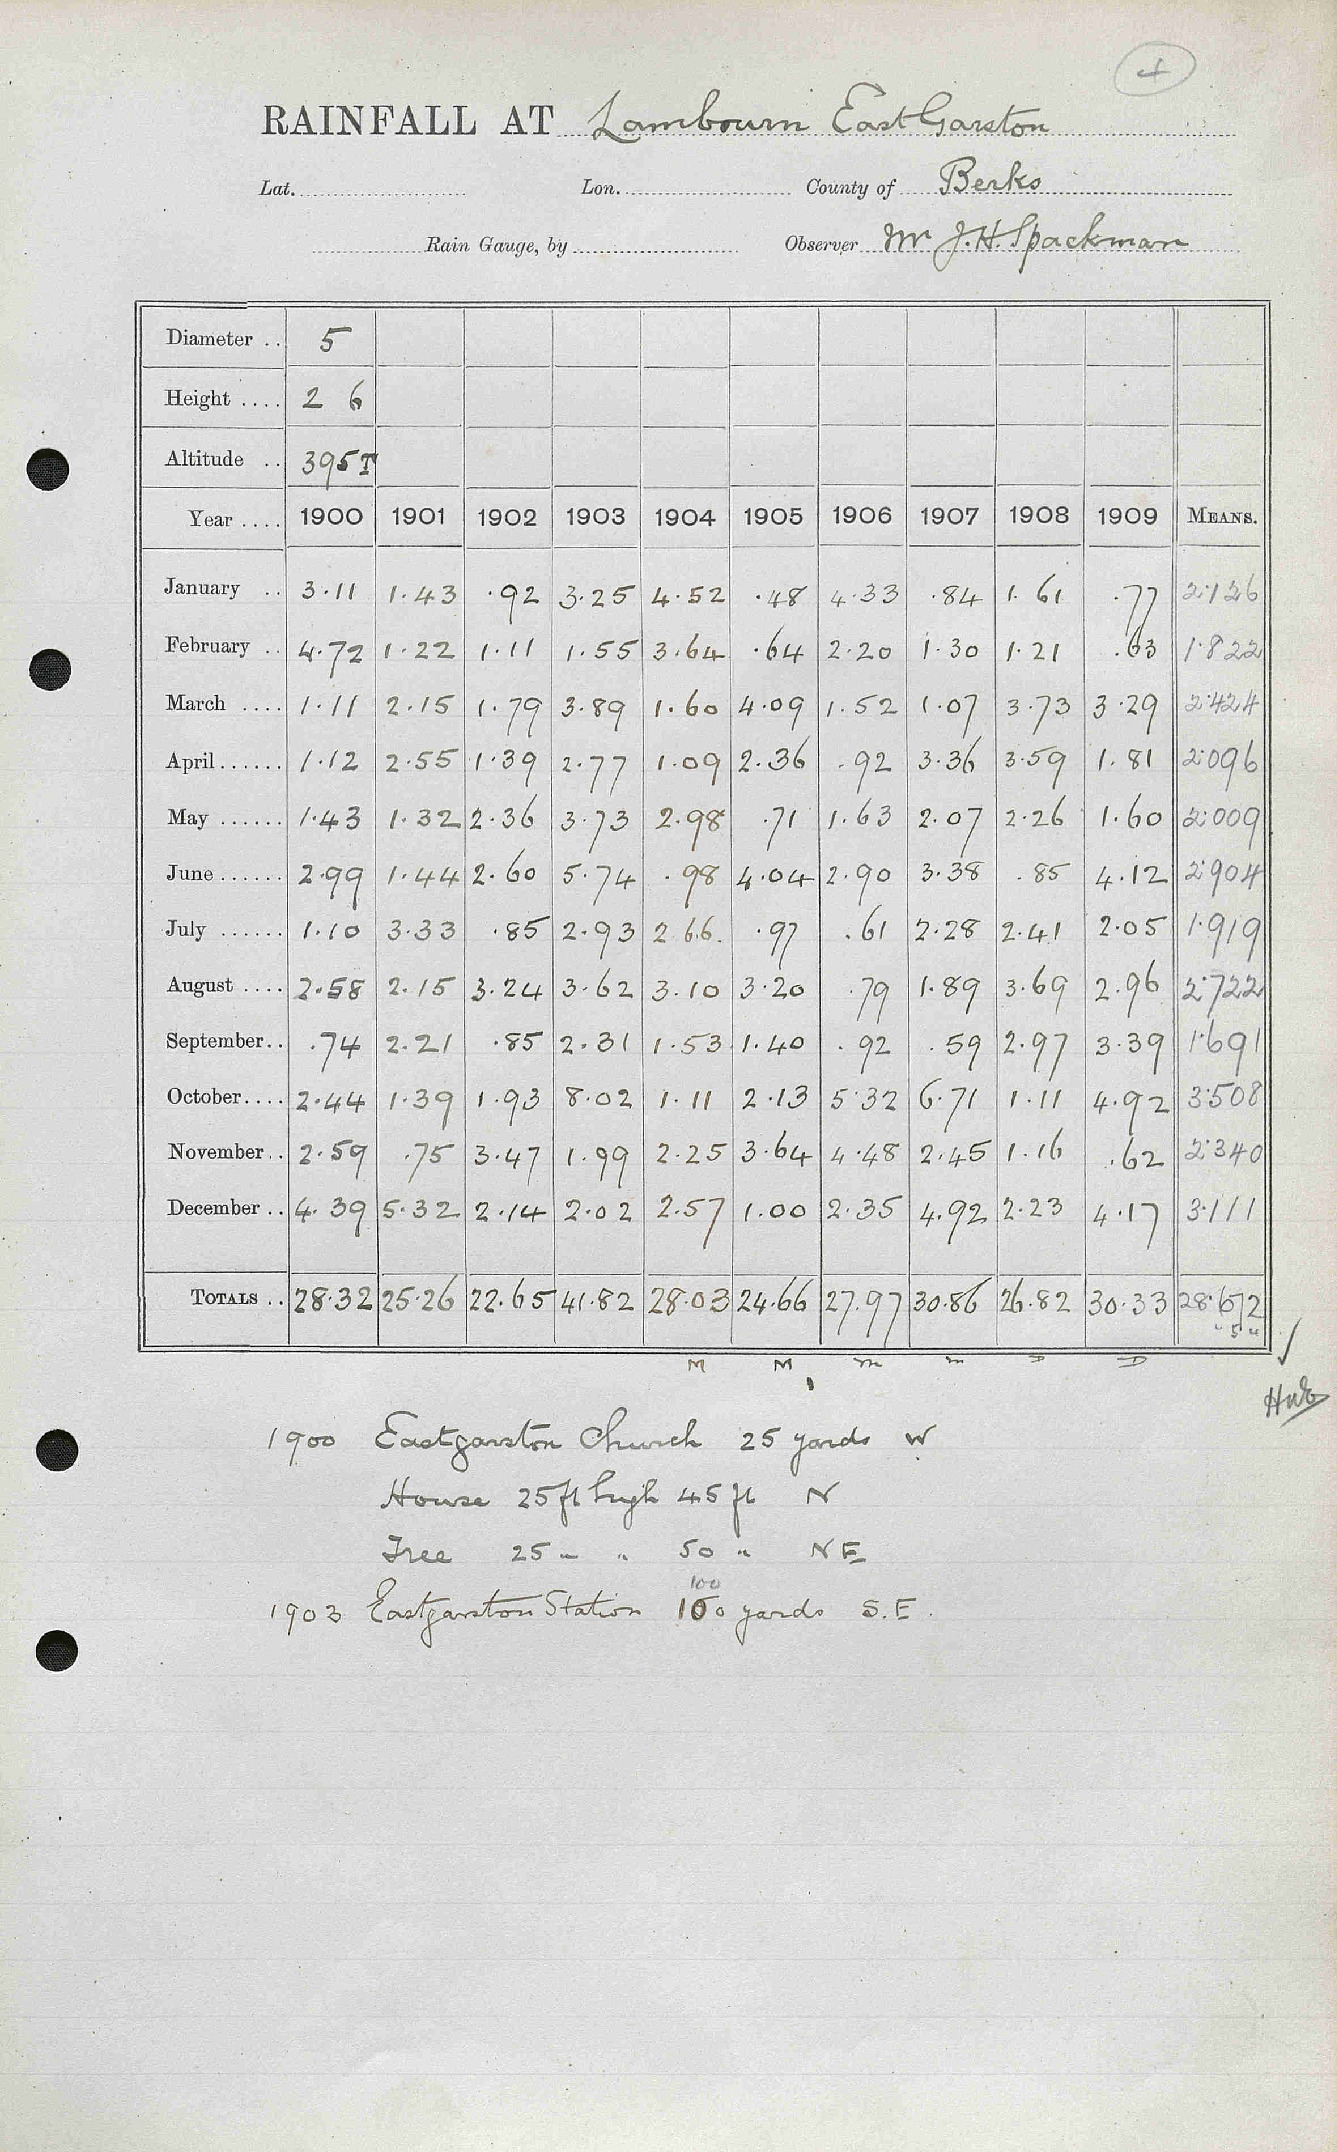 RAINFALL AT Lambourn East Garston
Lat. Lon. County of Berks
Rain Gauge, by Observer Mr J.H. Spackman
Diameter .. 5
Height .... 2 6
Altitude .. 395 T
Year .... 1900 1901 1902 1903 1904 1905 1906 1907 1908 1909 MEANS.
January .. 3.11 1.43 .92 3.25 4.52 .48 4.33 .84 1.61 .77 2.126
February .. 4.72 1.22 1.11 1.55 3.64 .64 2.20 1.30 1.21 .63 1.822
March .... 1.11 2.15 1.79 3.89 1.60 4.09 1.52 1.07 3.73 3.29 2.424
April...... 1.12 2.55 1.39 2.77 1.09 2.36 .92 3.36 3.59 1.81 2.096
May ...... 1.43 1.32 2.36 3.73 2.98 .71 1.63 2.07 2.26 1.60 2.009
June...... 2.99 1.44 2.60 5.74 .98 4.04 2.90 3.38 .85 4.12 2.904
July ...... 1.10 3.33 .85 2.93 2.66 .97 .61 2.28 2.41 2.05 1.919
August .... 2.58 2.15 3.24 3.62 3.10 3.20 .79 1.89 3.69 2.96 2.722
September.. .74 2.21 .85 2.31 1.53 1.40 .92 .59 2.97 3.39 1.691
October.... 2.44 1.39 1.93 8.02 1.11 2.13 5.32 6.71 1.11 4.92 3.508
November.. 2.59 .75 3.47 1.99 2.25 3.64 4.48 2.45 1.16 .62 2.340
December .. 4.39 5.32 2.14 2.02 2.57 1.00 2.35 4.92 2.23 4.17 3.111
TOTALS .. 28.32 25.26 22.65 41.82 28.03 24.66 27.97 30.86 26.82 30.33 28.672
" 5 "
M M m m D D
1900 Eastgarston Church 25 yards W
House 25 ft high 45 ft N
Tree 25 " " 50 " NE
100
1903 Eastgarston Station 100 yards S.E.